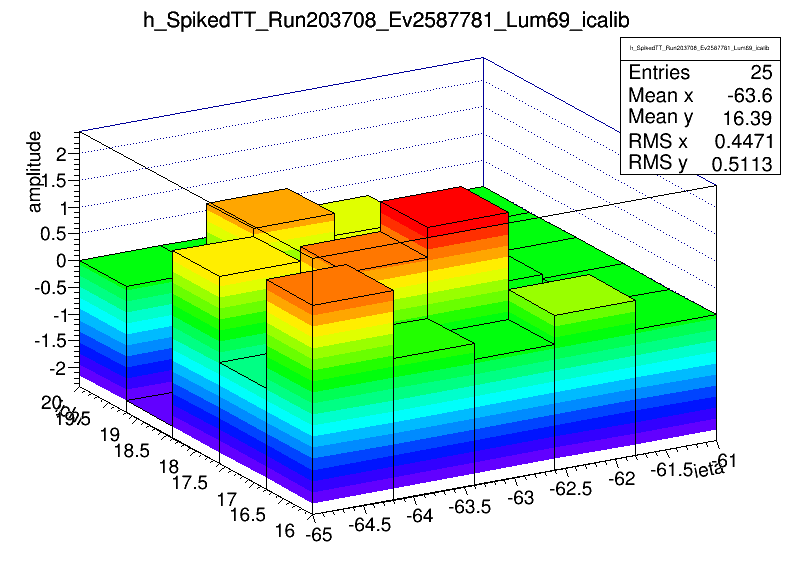 h_SpikedTT_Run203708_Ev2587781_Lum69_icalib
h_SpikedTT_Run203708_Ev2587781_Lum69_icalib
Entries 25
Mean x -63.6
Mean y 16.39
RMS x 0.4471
RMS y 0.5113
amplitude
2
1.5
1
0.5
0
-0.5
-1
-1.5
-2
20 19.5 19 18.5 18 17.5 17 16.5 16
-65 -64.5 -64 -63.5 -63 -62.5 -62 -61.5 -61
ieta